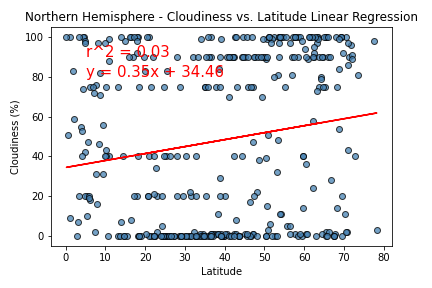 Northern Hemisphere - Cloudiness vs. Latitude Linear Regression
100
80
60
40
20
0
Cloudiness (%)
r^2 = 0.03
y = 0.35x + 34.46
0 10 20 30 40 50 60 70 80
Latitude